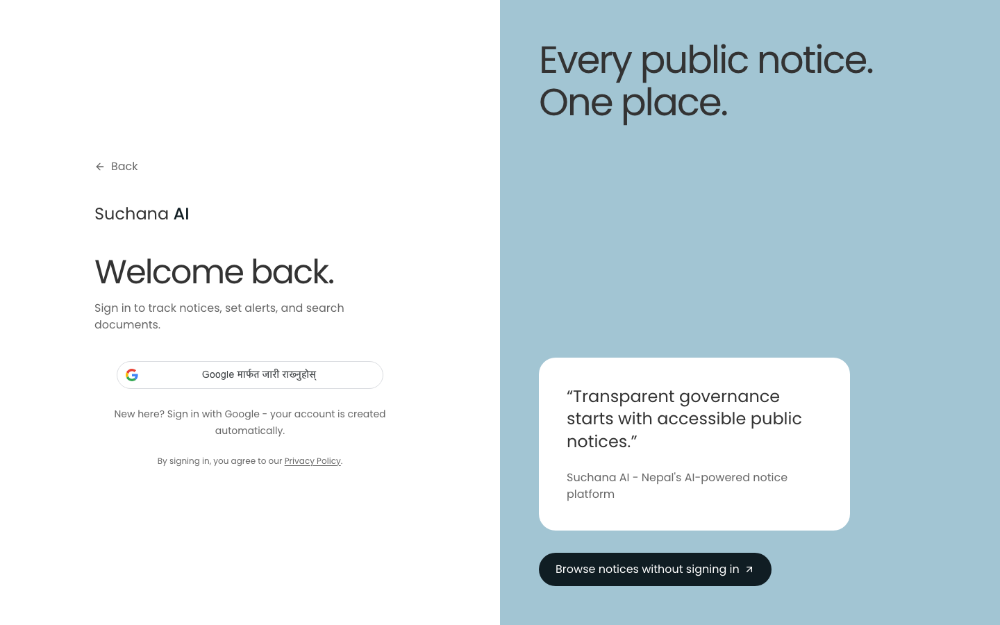 Back
Suchana AI
Welcome back.
Sign in to track notices, set alerts, and search
documents.
Google मार्फत जारी राख्नुहोस्
New here? Sign in with Google - your account is created
automatically.
By signing in, you agree to our Privacy Policy.
Every public notice.
One place.
“Transparent governance
starts with accessible public
notices.”
Suchana AI - Nepal's AI-powered notice
platform
Browse notices without signing in